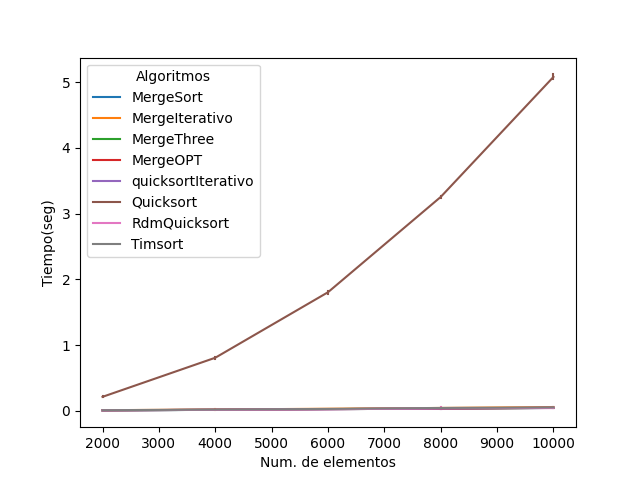 Algoritmos
MergeSort
MergeIterativo
MergeThree
MergeOPT
quicksortIterativo
Quicksort
RdmQuicksort
Timsort
Tiempo(seg)
5
4
3
2
1
0
2000 3000 4000 5000 6000 7000 8000 9000 10000
Num. de elementos